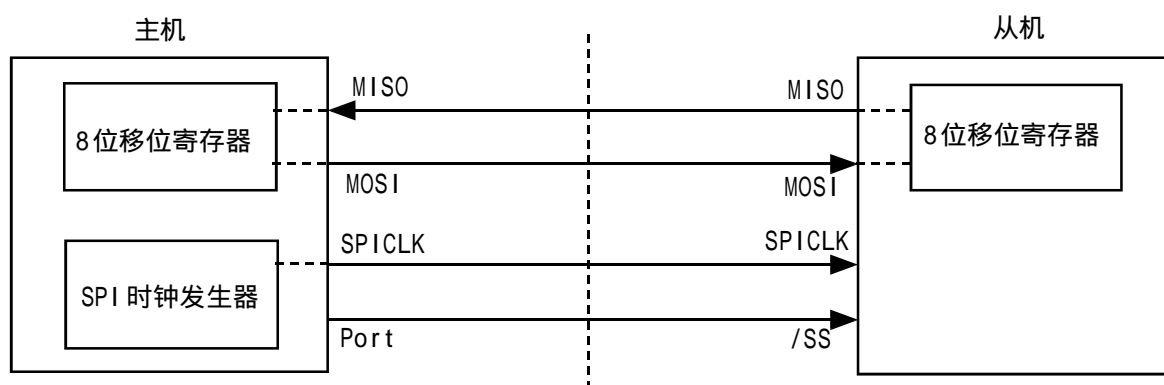 主机
从机
MISO
MISO
8位移位寄存器
8位移位寄存器
MOSI
MOSI
SPICLK
SPICLK
SPI时钟发生器
Port
/SS